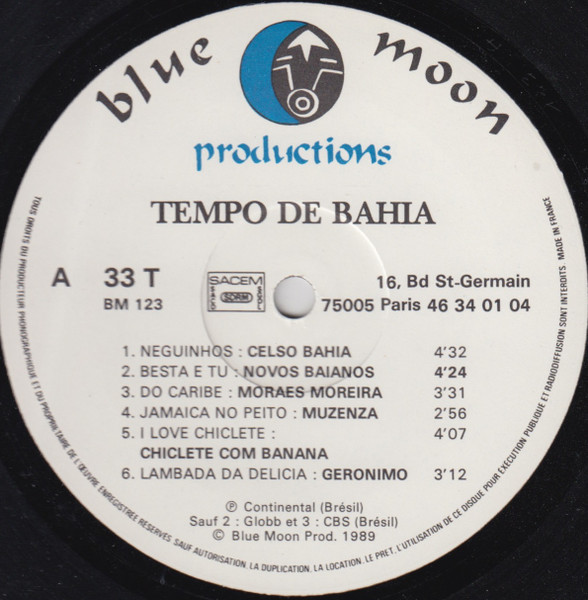 blue moon
productions
TEMPO DE BAHIA
A 33 T
BM 123
SACEM
SDRM
16, Bd St-Germain
75005 Paris 46 34 01 04
1. NEGUINHOS : CELSO BAHIA 4'32
2. BESTA E TU : NOVOS BAIANOS 4'24
3. DO CARIBE : MORAES MOREIRA 3'31
4. JAMAICA NO PEITO : MUZENZA 2'56
5. I LOVE CHICLETE : 4'07
CHICLETE COM BANANA
6. LAMBADA DA DELICIA : GERONIMO 3'12
℗ Continental (Brésil)
Sauf 2 : Globb et 3 : CBS (Brésil)
© Blue Moon Prod. 1989
TOUS DROITS DU PRODUCTEUR PHONOGRAPHIQUE ET DU PROPRIETAIRE DE L'ŒUVRE ENREGISTREE RESERVES SAUF AUTORISATION, LA DUPLICATION, LA LOCATION, LE PRET, L'UTILISATION DE CE DISQUE POUR EXECUTION PUBLIQUE ET RADIODIFFUSION SONT INTERDITS. MADE IN FRANCE